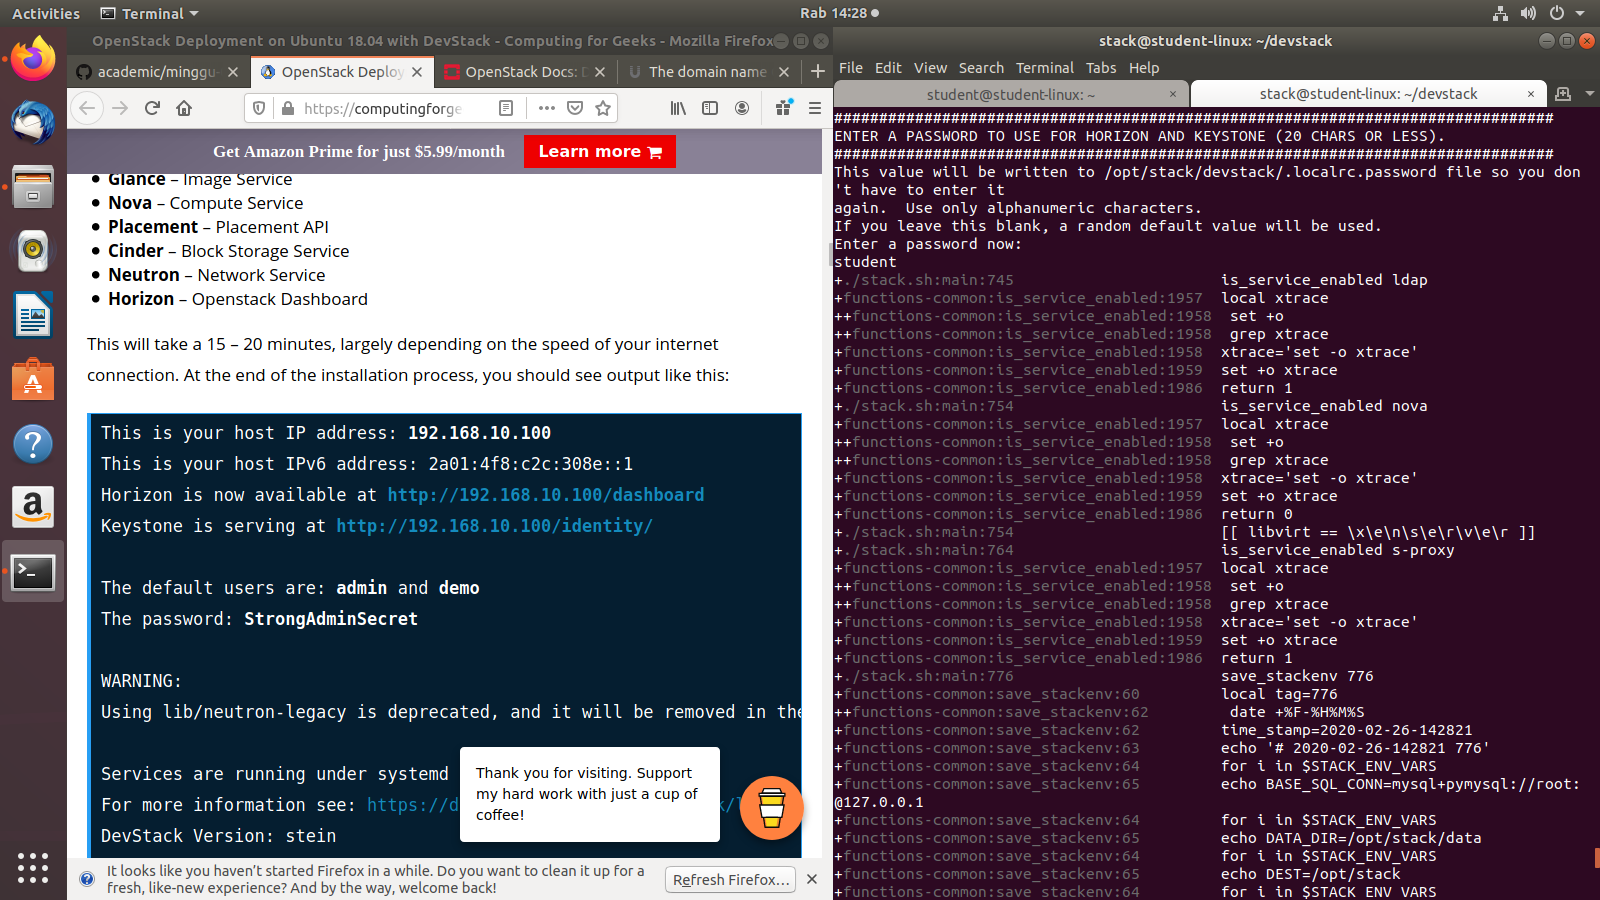 Activities
Terminal
Rab 14:28
OpenStack Deployment on Ubuntu 18.04 with DevStack - Computing for Geeks - Mozilla Firefox
academic/minggu-
OpenStack Deploy
OpenStack Docs: D
The domain name
https://computingforge
Get Amazon Prime for just $5.99/month
Learn more
Glance – Image Service
Nova – Compute Service
Placement – Placement API
Cinder – Block Storage Service
Neutron – Network Service
Horizon – Openstack Dashboard
This will take a 15 – 20 minutes, largely depending on the speed of your internet
connection. At the end of the installation process, you should see output like this:
This is your host IP address: 192.168.10.100
This is your host IPv6 address: 2a01:4f8:c2c:308e::1
Horizon is now available at http://192.168.10.100/dashboard
Keystone is serving at http://192.168.10.100/identity/
The default users are: admin and demo
The password: StrongAdminSecret
WARNING:
Using lib/neutron-legacy is deprecated, and it will be removed in the
Services are running under systemd
For more information see: https://d
DevStack Version: stein
Thank you for visiting. Support
my hard work with just a cup of
coffee!
It looks like you haven’t started Firefox in a while. Do you want to clean it up for a
fresh, like-new experience? And by the way, welcome back!
Refresh Firefox…
stack@student-linux: ~/devstack
File Edit View Search Terminal Tabs Help
student@student-linux: ~
stack@student-linux: ~/devstack
################################################################################
ENTER A PASSWORD TO USE FOR HORIZON AND KEYSTONE (20 CHARS OR LESS).
################################################################################
This value will be written to /opt/stack/devstack/.localrc.password file so you don
't have to enter it
again.  Use only alphanumeric characters.
If you leave this blank, a random default value will be used.
Enter a password now:
student
+./stack.sh:main:745 is_service_enabled ldap
+functions-common:is_service_enabled:1957 local xtrace
++functions-common:is_service_enabled:1958 set +o
++functions-common:is_service_enabled:1958 grep xtrace
+functions-common:is_service_enabled:1958 xtrace='set -o xtrace'
+functions-common:is_service_enabled:1959 set +o xtrace
+functions-common:is_service_enabled:1986 return 1
+./stack.sh:main:754 is_service_enabled nova
+functions-common:is_service_enabled:1957 local xtrace
++functions-common:is_service_enabled:1958 set +o
++functions-common:is_service_enabled:1958 grep xtrace
+functions-common:is_service_enabled:1958 xtrace='set -o xtrace'
+functions-common:is_service_enabled:1959 set +o xtrace
+functions-common:is_service_enabled:1986 return 0
+./stack.sh:main:754 [[ libvirt == \x\e\n\s\e\r\v\e\r ]]
+./stack.sh:main:764 is_service_enabled s-proxy
+functions-common:is_service_enabled:1957 local xtrace
++functions-common:is_service_enabled:1958 set +o
++functions-common:is_service_enabled:1958 grep xtrace
+functions-common:is_service_enabled:1958 xtrace='set -o xtrace'
+functions-common:is_service_enabled:1959 set +o xtrace
+functions-common:is_service_enabled:1986 return 1
+./stack.sh:main:776 save_stackenv 776
+functions-common:save_stackenv:60 local tag=776
++functions-common:save_stackenv:62 date +%F-%H%M%S
+functions-common:save_stackenv:62 time_stamp=2020-02-26-142821
+functions-common:save_stackenv:63 echo '# 2020-02-26-142821 776'
+functions-common:save_stackenv:64 for i in $STACK_ENV_VARS
+functions-common:save_stackenv:65 echo BASE_SQL_CONN=mysql+pymysql://root:
@127.0.0.1
+functions-common:save_stackenv:64 for i in $STACK_ENV_VARS
+functions-common:save_stackenv:65 echo DATA_DIR=/opt/stack/data
+functions-common:save_stackenv:64 for i in $STACK_ENV_VARS
+functions-common:save_stackenv:65 echo DEST=/opt/stack
+functions-common:save_stackenv:64 for i in $STACK_ENV_VARS